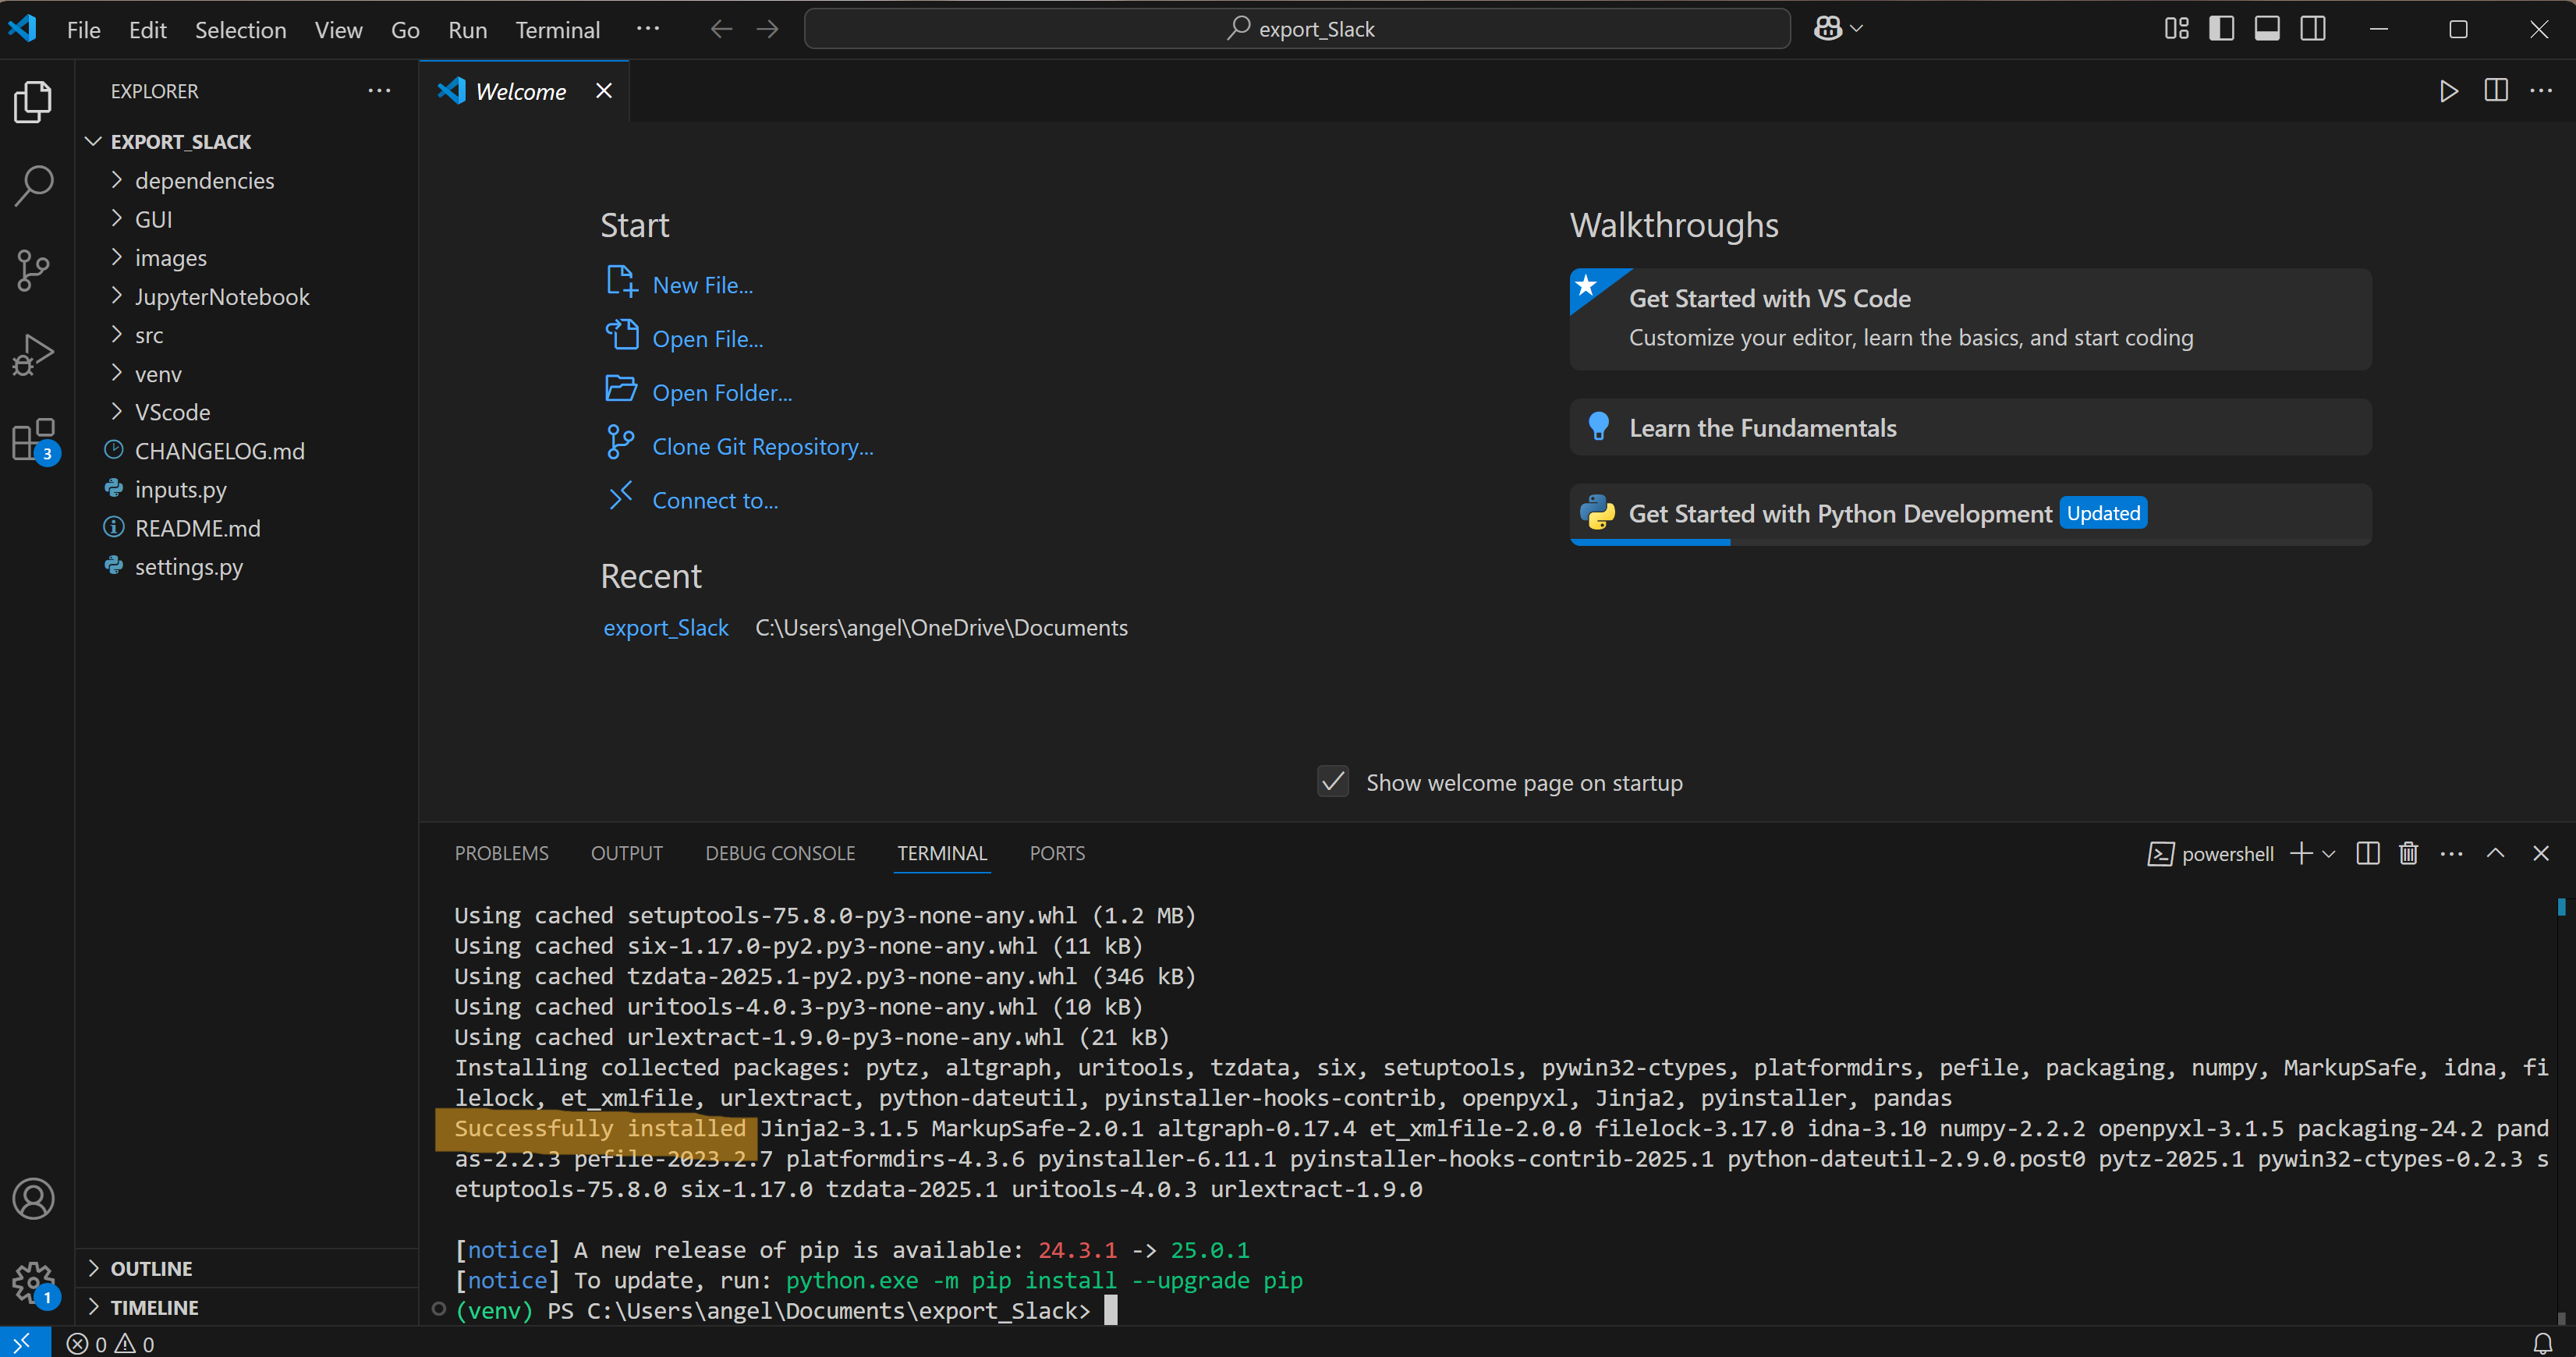 File Edit Selection View Go Run Terminal ··· export_Slack
EXPLORER ···
Welcome
EXPORT_SLACK
dependencies
GUI
images
JupyterNotebook
src
venv
VScode
CHANGELOG.md
inputs.py
README.md
settings.py
3
Start
New File...
Open File...
Open Folder...
Clone Git Repository...
Connect to...
Recent
export_Slack C:\Users\angel\OneDrive\Documents
Walkthroughs
Get Started with VS Code
Customize your editor, learn the basics, and start coding
Learn the Fundamentals
Get Started with Python Development Updated
Show welcome page on startup
PROBLEMS OUTPUT DEBUG CONSOLE TERMINAL PORTS powershell
Using cached setuptools-75.8.0-py3-none-any.whl (1.2 MB)
Using cached six-1.17.0-py2.py3-none-any.whl (11 kB)
Using cached tzdata-2025.1-py2.py3-none-any.whl (346 kB)
Using cached uritools-4.0.3-py3-none-any.whl (10 kB)
Using cached urlextract-1.9.0-py3-none-any.whl (21 kB)
Installing collected packages: pytz, altgraph, uritools, tzdata, six, setuptools, pywin32-ctypes, platformdirs, pefile, packaging, numpy, MarkupSafe, idna, fi
lelock, et_xmlfile, urlextract, python-dateutil, pyinstaller-hooks-contrib, openpyxl, Jinja2, pyinstaller, pandas
Successfully installed Jinja2-3.1.5 MarkupSafe-2.0.1 altgraph-0.17.4 et_xmlfile-2.0.0 filelock-3.17.0 idna-3.10 numpy-2.2.2 openpyxl-3.1.5 packaging-24.2 pand
as-2.2.3 pefile-2023.2.7 platformdirs-4.3.6 pyinstaller-6.11.1 pyinstaller-hooks-contrib-2025.1 python-dateutil-2.9.0.post0 pytz-2025.1 pywin32-ctypes-0.2.3 s
etuptools-75.8.0 six-1.17.0 tzdata-2025.1 uritools-4.0.3 urlextract-1.9.0
[notice] A new release of pip is available: 24.3.1 -> 25.0.1
[notice] To update, run: python.exe -m pip install --upgrade pip
(venv) PS C:\Users\angel\Documents\export_Slack>
OUTLINE
TIMELINE
1
0 0